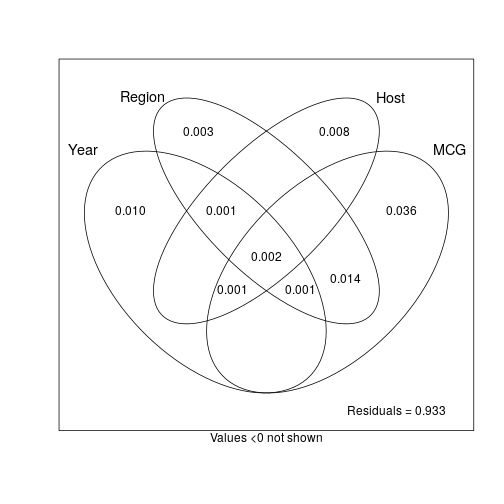 Region
Host
Year
MCG
0.003
0.008
0.010
0.001
0.036
0.002
0.014
0.001
0.001
Residuals = 0.933
Values <0 not shown